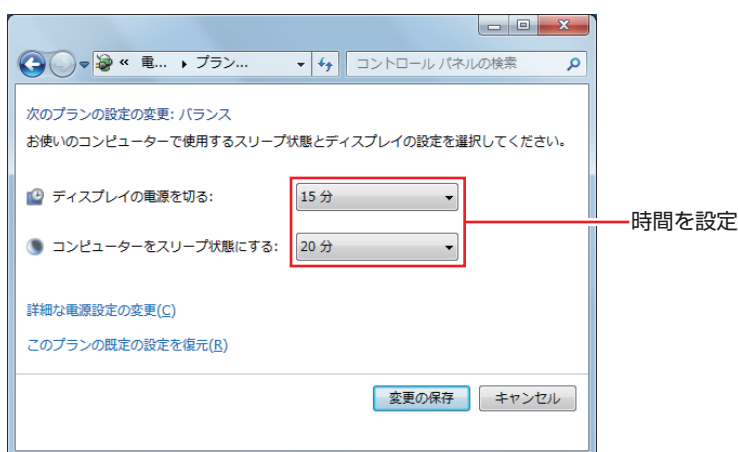 « 電... ▸ プラン...
コントロール パネルの検索
次のプランの設定の変更: バランス
お使いのコンピューターで使用するスリープ状態とディスプレイの設定を選択してください。
ディスプレイの電源を切る: 15 分
時間を設定
コンピューターをスリープ状態にする: 20 分
詳細な電源設定の変更(C)
このプランの既定の設定を復元(R)
変更の保存 キャンセル